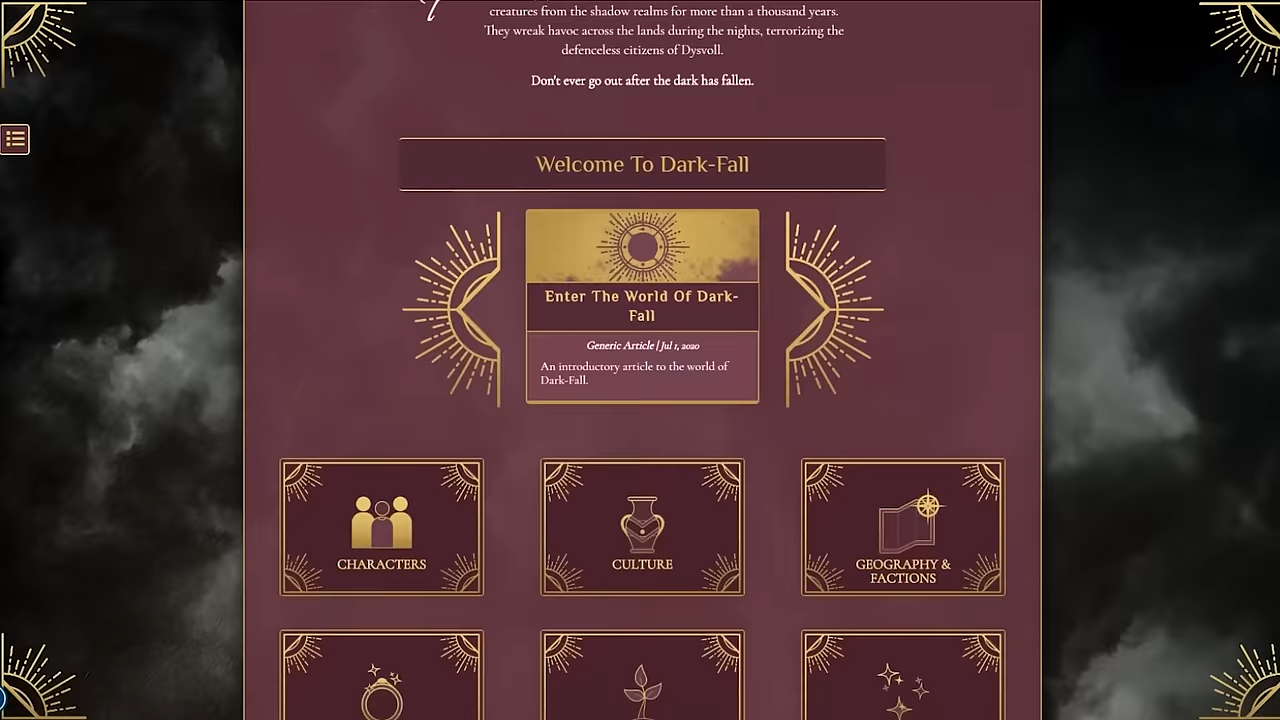 creatures from the shadow realms for more than a thousand years.
They wreak havoc across the lands during the nights, terrorizing the
defenceless citizens of Dysvoll.
Don't ever go out after the dark has fallen.
Welcome To Dark-Fall
Enter The World Of Dark-
Fall
Generic Article | Jul 1, 2020
An introductory article to the world of
Dark-Fall.
CHARACTERS
CULTURE
GEOGRAPHY &
FACTIONS